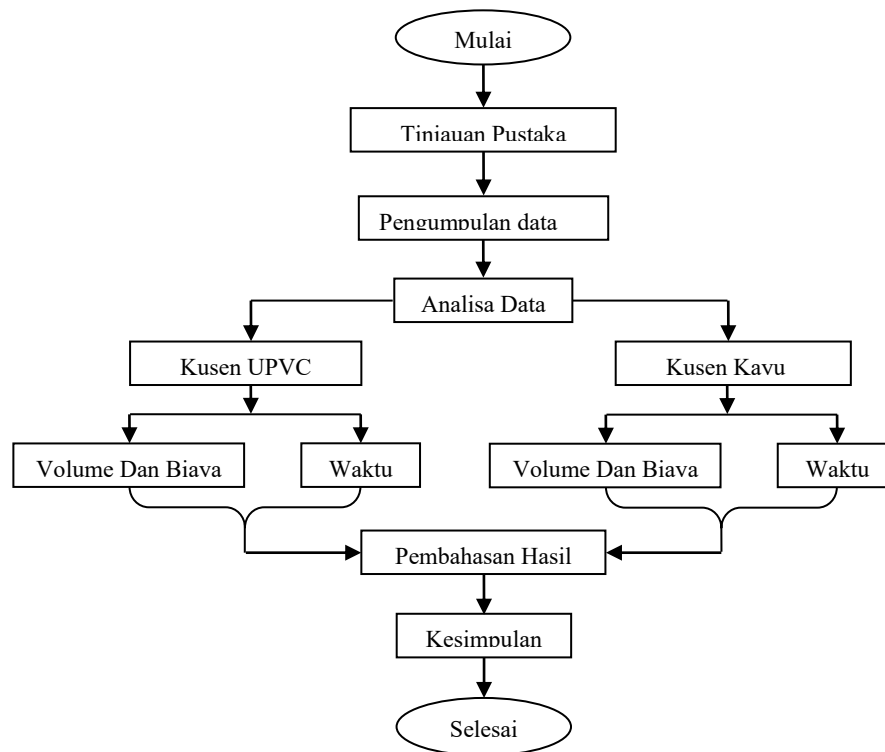 Mulai
Tinjauan Pustaka
Pengumpulan data
Analisa Data
Kusen UPVC
Kusen Kayu
Volume Dan Biaya
Waktu
Volume Dan Biaya
Waktu
Pembahasan Hasil
Kesimpulan
Selesai